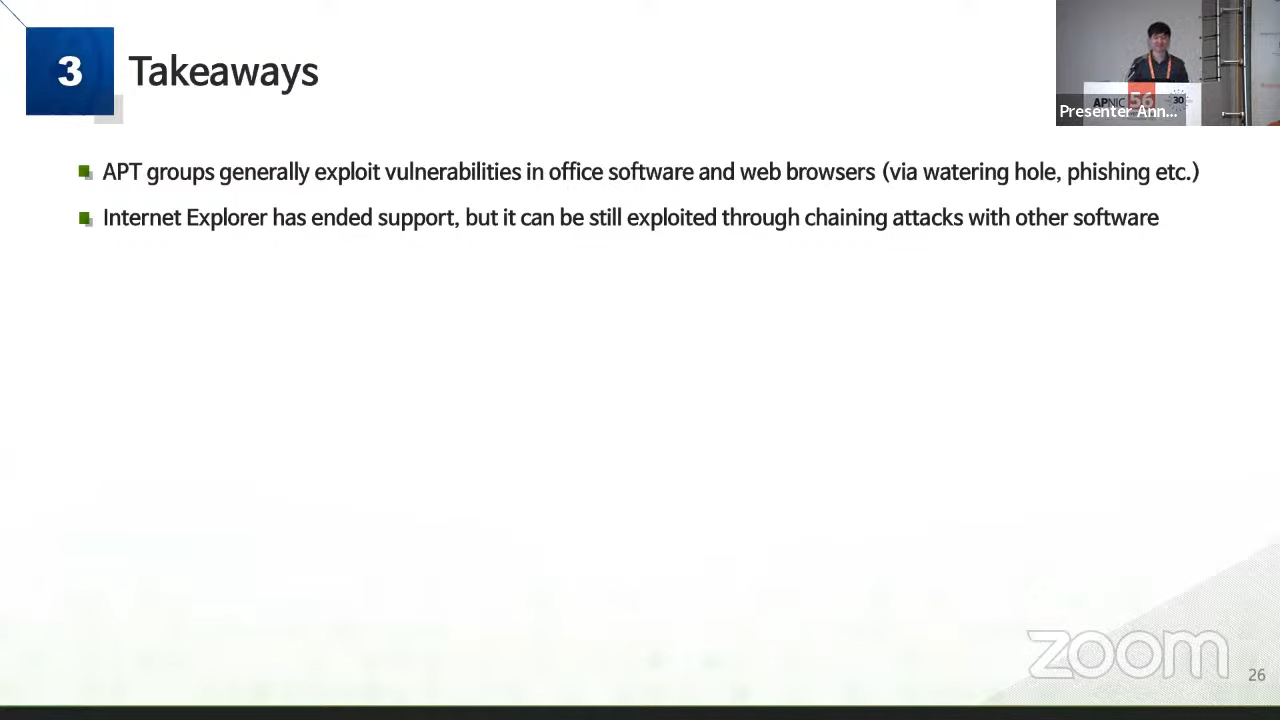 3
Takeaways
APT groups generally exploit vulnerabilities in office software and web browsers (via watering hole, phishing etc.)
Internet Explorer has ended support, but it can be still exploited through chaining attacks with other software
APNIC 56 30
Presenter Ann...
zoom
26